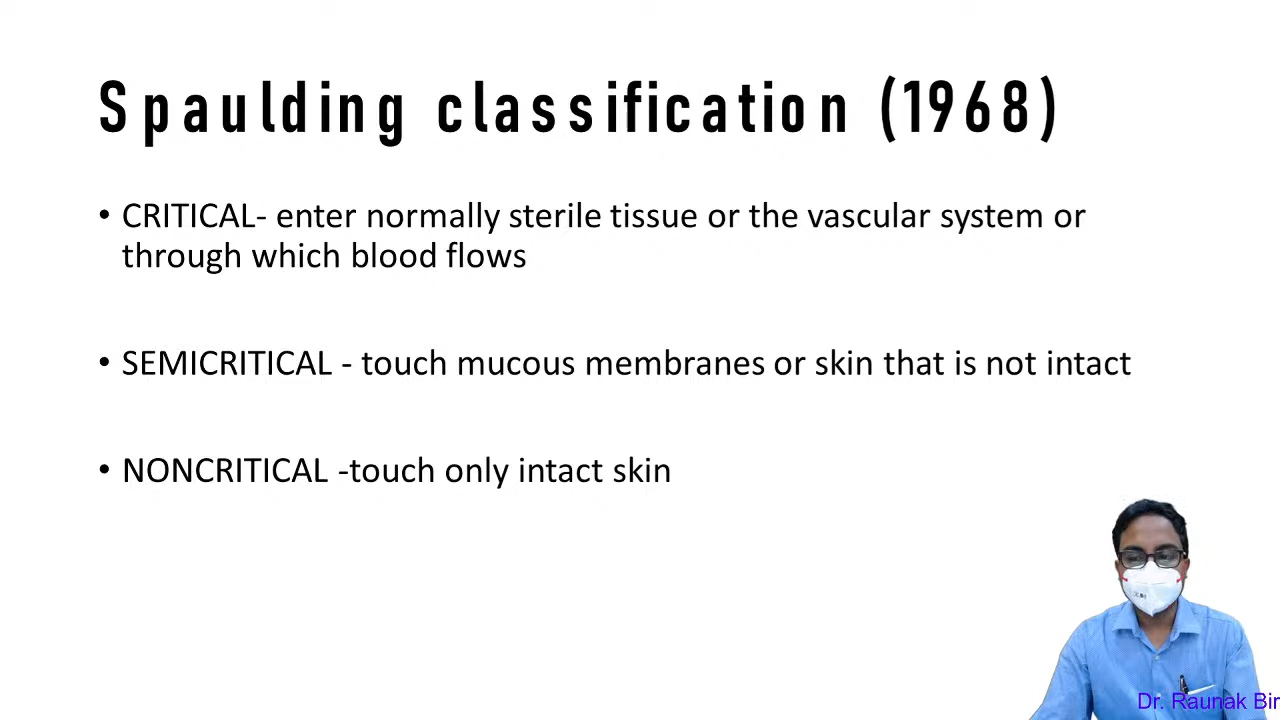 Spaulding classification (1968)
• CRITICAL- enter normally sterile tissue or the vascular system or
through which blood flows
• SEMICRITICAL - touch mucous membranes or skin that is not intact
• NONCRITICAL -touch only intact skin
Dr. Raunak Bir